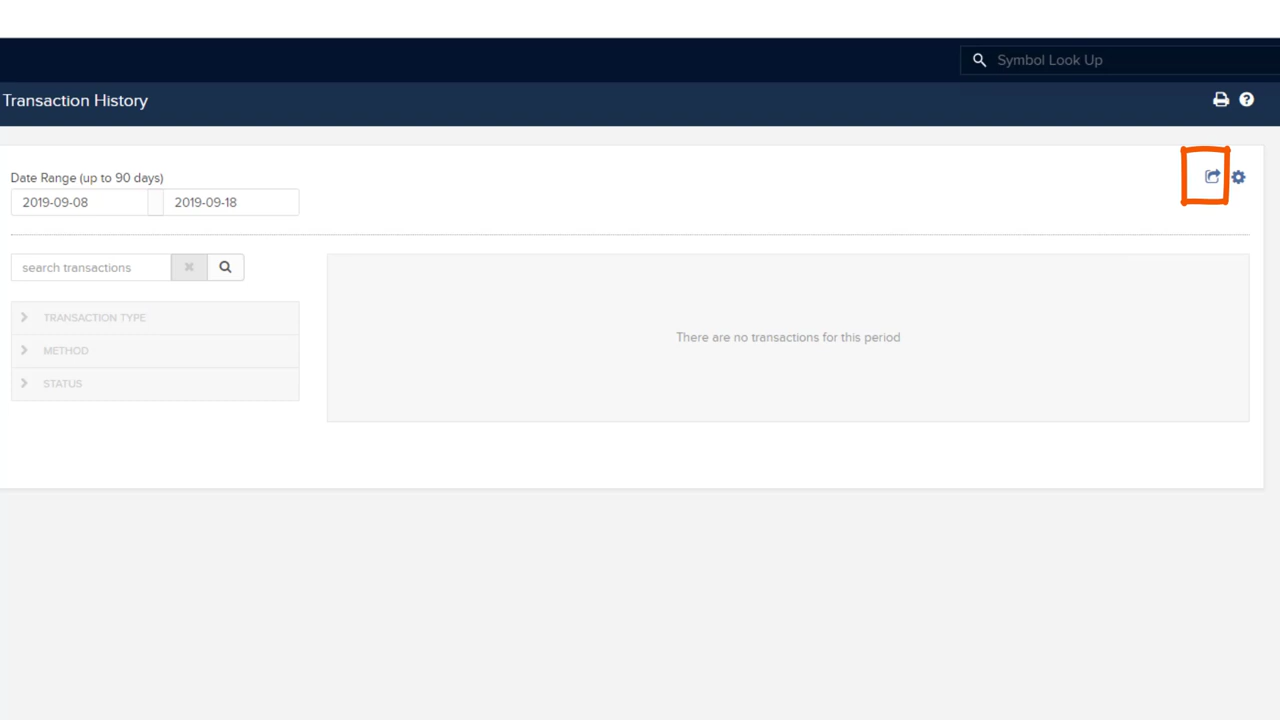 Symbol Look Up
Transaction History
Date Range (up to 90 days)
2019-09-08 2019-09-18
search transactions
TRANSACTION TYPE
METHOD
STATUS
There are no transactions for this period